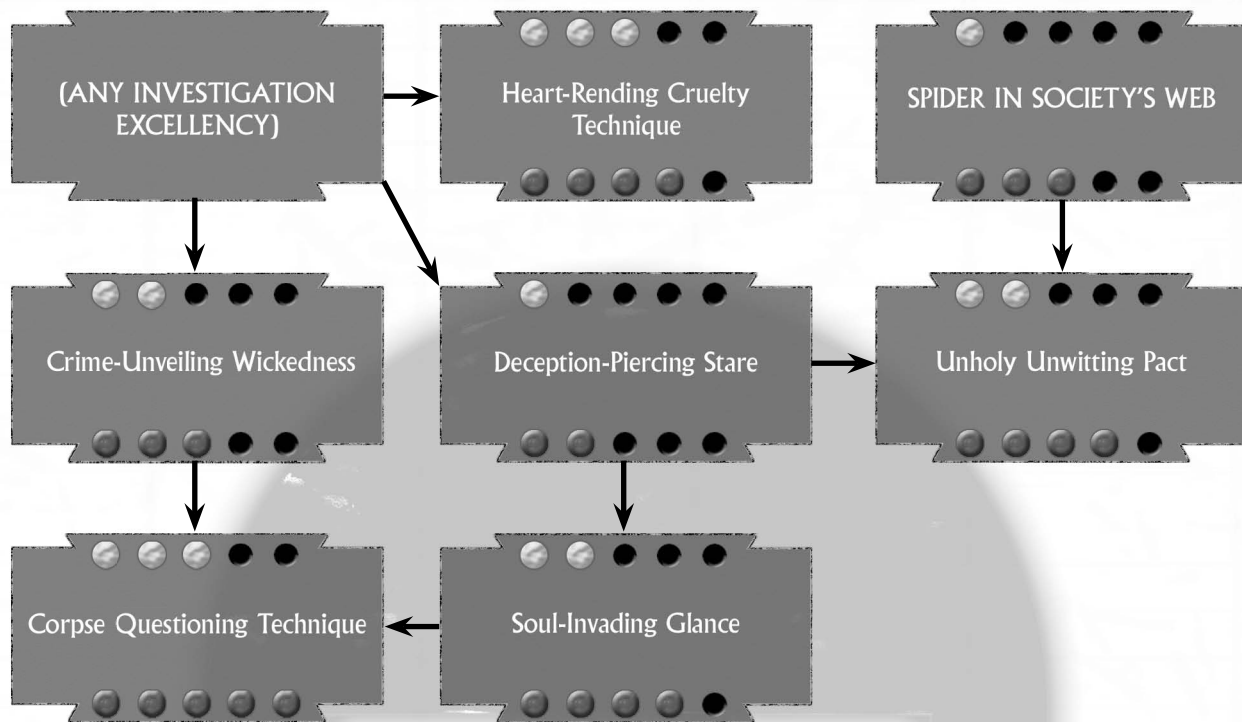 (ANY INVESTIGATION
EXCELLENCY)
Heart-Rending Cruelty
Technique
SPIDER IN SOCIETY'S WEB
Crime-Unveiling Wickedness
Deception-Piercing Stare
Unholy Unwitting Pact
Corpse Questioning Technique
Soul-Invading Glance